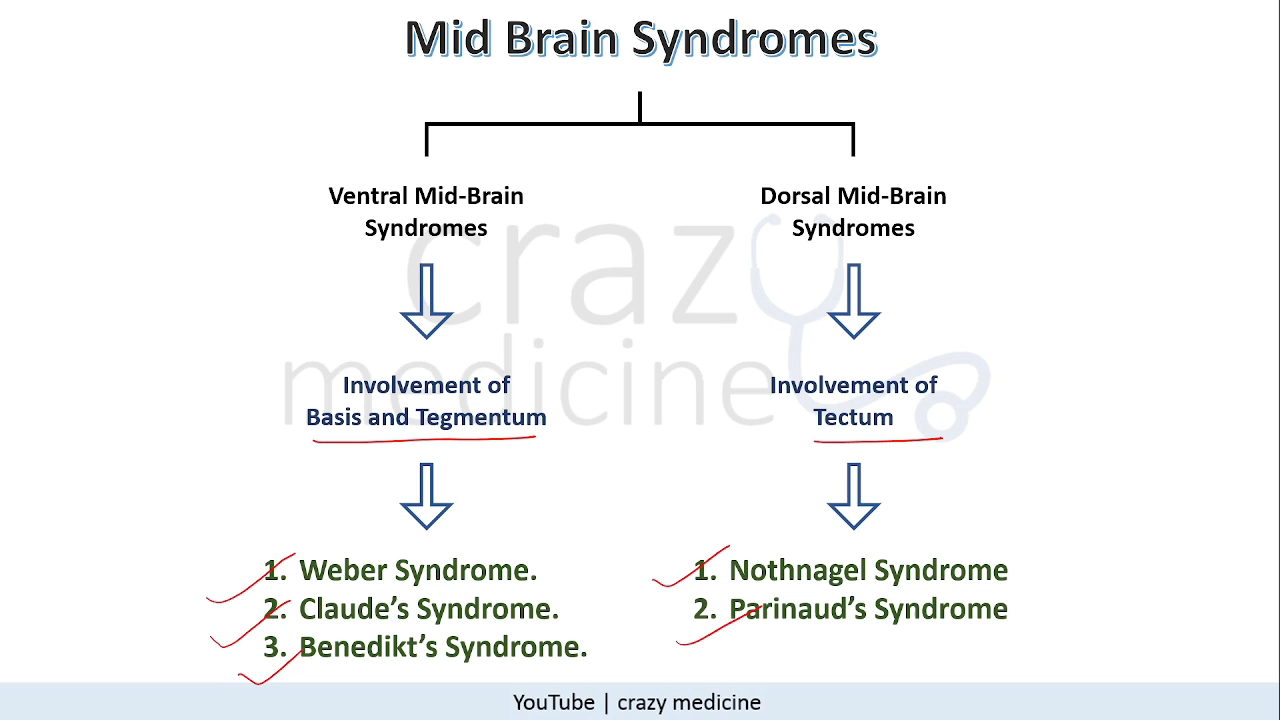 Mid Brain Syndromes
Ventral Mid-Brain
Syndromes
Dorsal Mid-Brain
Syndromes
crazy
medicine
Involvement of
Basis and Tegmentum
Involvement of
Tectum
1. Weber Syndrome.
2. Claude’s Syndrome.
3. Benedikt’s Syndrome.
1. Nothnagel Syndrome
2. Parinaud’s Syndrome
YouTube | crazy medicine